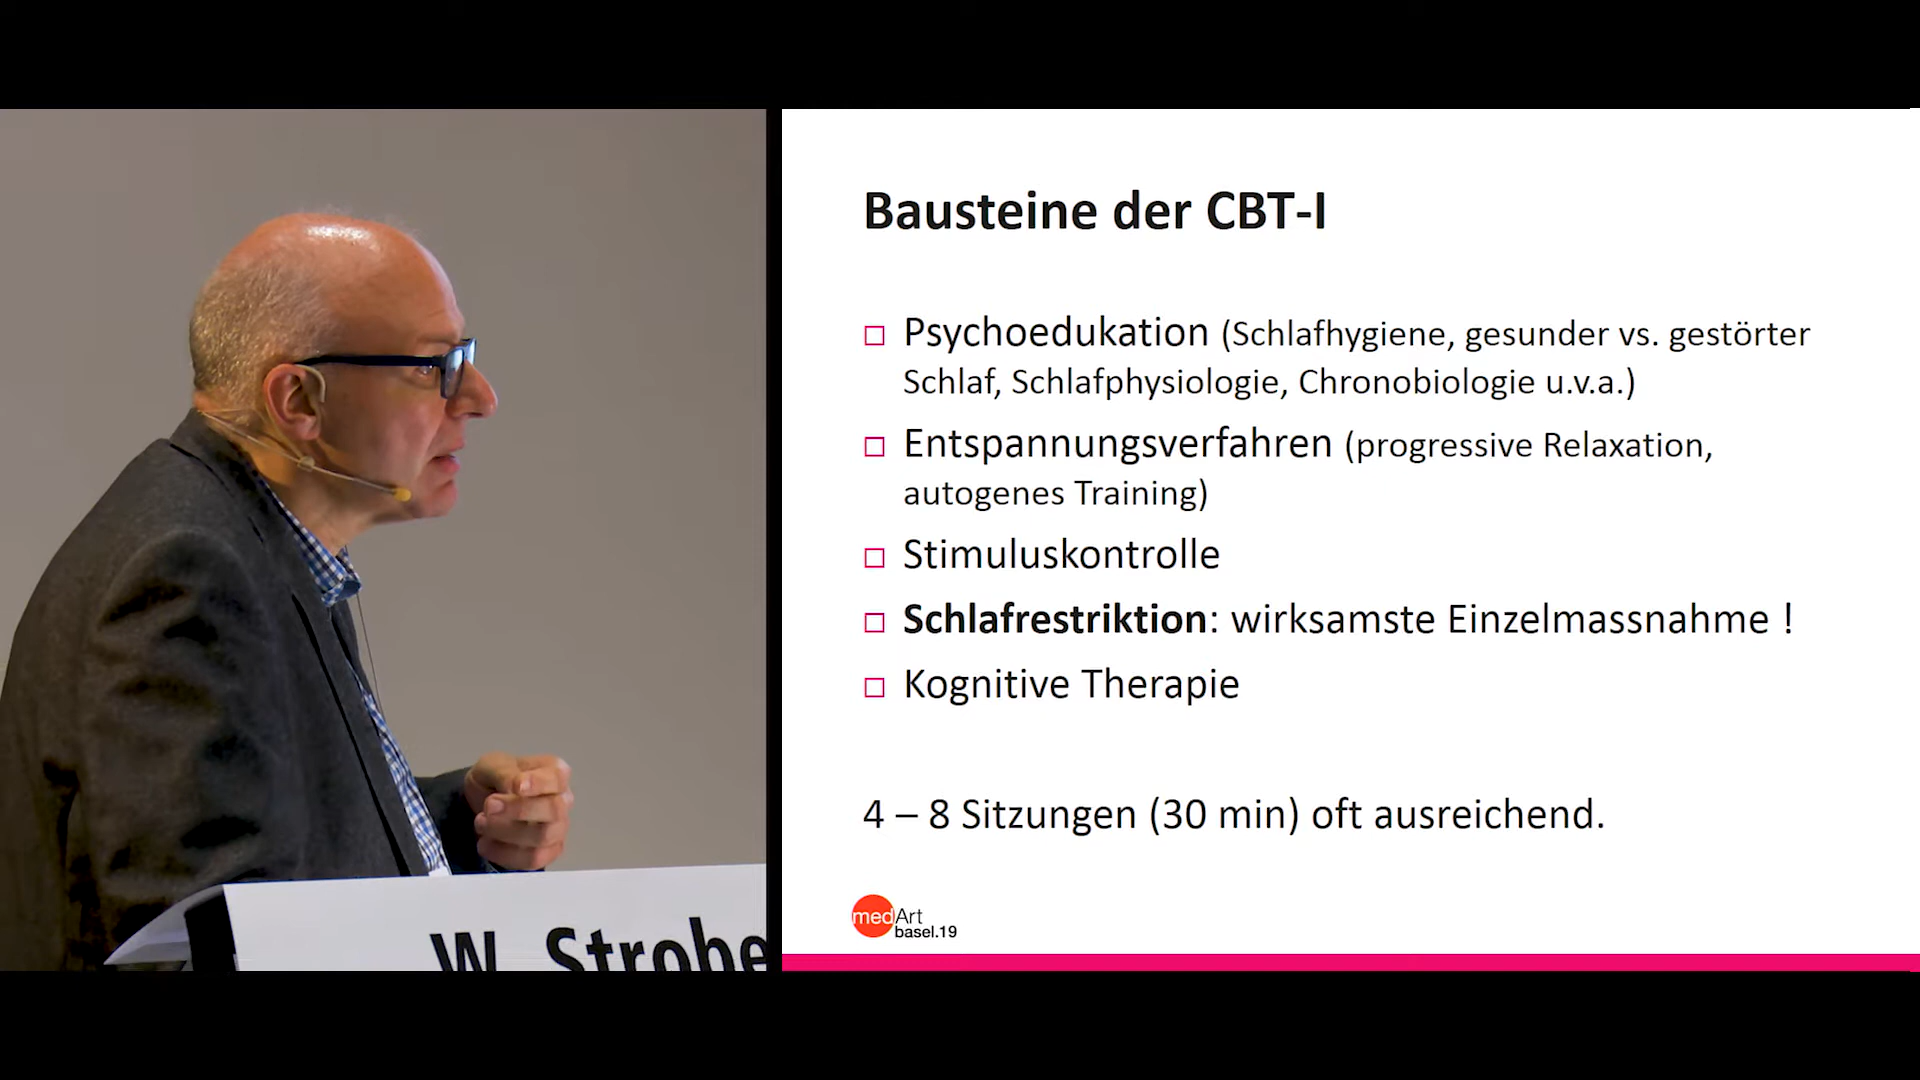 Bausteine der CBT-I
Psychoedukation (Schlafhygiene, gesunder vs. gestörter
Schlaf, Schlafphysiologie, Chronobiologie u.v.a.)
Entspannungsverfahren (progressive Relaxation,
autogenes Training)
Stimuluskontrolle
Schlafrestriktion: wirksamste Einzelmassnahme !
Kognitive Therapie
4 – 8 Sitzungen (30 min) oft ausreichend.
medArt
basel.19
W. Strobe